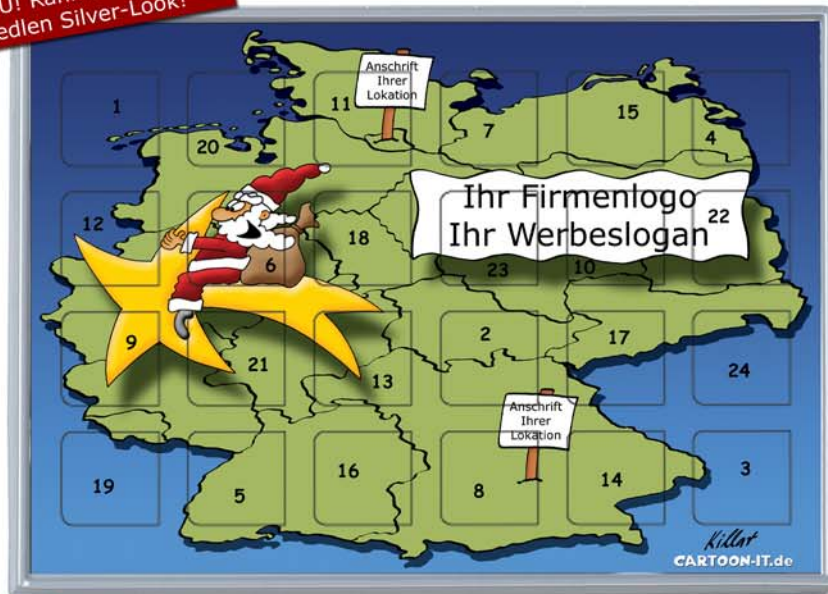 edlen Silver-Look!
Anschrift
Ihrer
Lokation
1
11
7
15
4
20
Ihr Firmenlogo
Ihr Werbeslogan
22
12
18
6
23
10
9
21
2
17
13
24
Anschrift
Ihrer
Lokation
19
5
16
8
14
3
Killat
CARTOON-IT.de